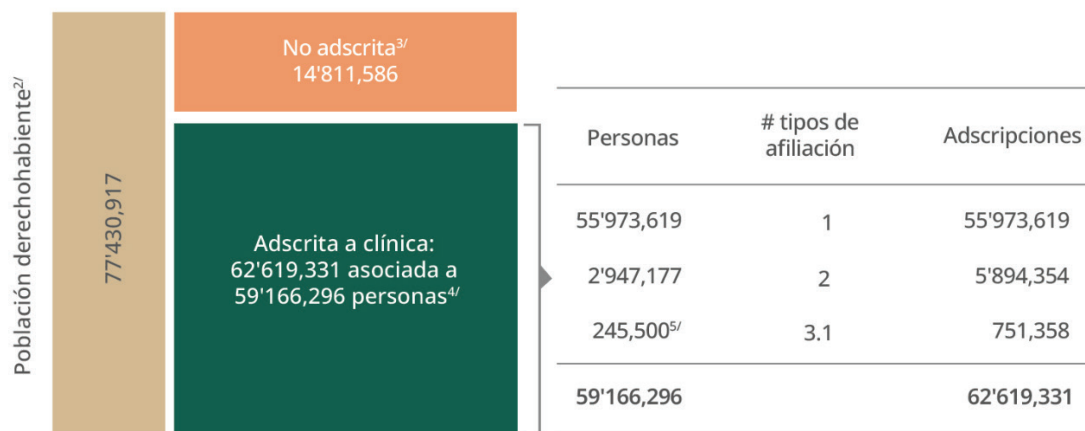 Población derechohabiente2/
77'430,917
No adscrita3/
14'811,586
Adscrita a clínica:
62'619,331 asociada a
59'166,296 personas4/
Personas
# tipos de
afiliación
Adscripciones
55'973,619 1 55'973,619
2'947,177 2 5'894,354
245,5005/ 3.1 751,358
59'166,296 62'619,331